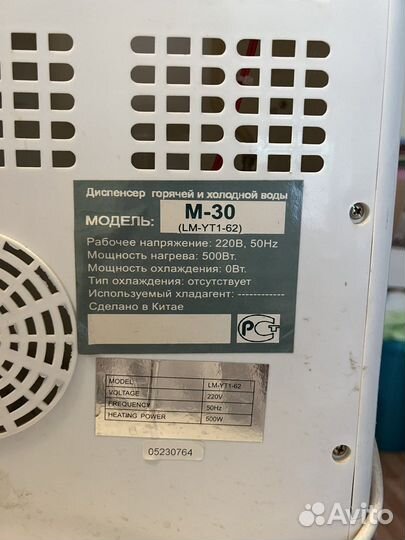 Диспенсер горячей и холодной воды
МОДЕЛЬ: M-30
(LM-YT1-62)
Рабочее напряжение: 220В, 50Hz
Мощность нагрева: 500Вт.
Мощность охлаждения: 0Вт.
Тип охлаждения: отсутствует
Используемый хладагент: ------------
Сделано в Китае
РСТ
MODEL LM-YT1-62
VOLTAGE 220V
FREQUENCY 50Hz
HEATING POWER 500W
05230764
Avito